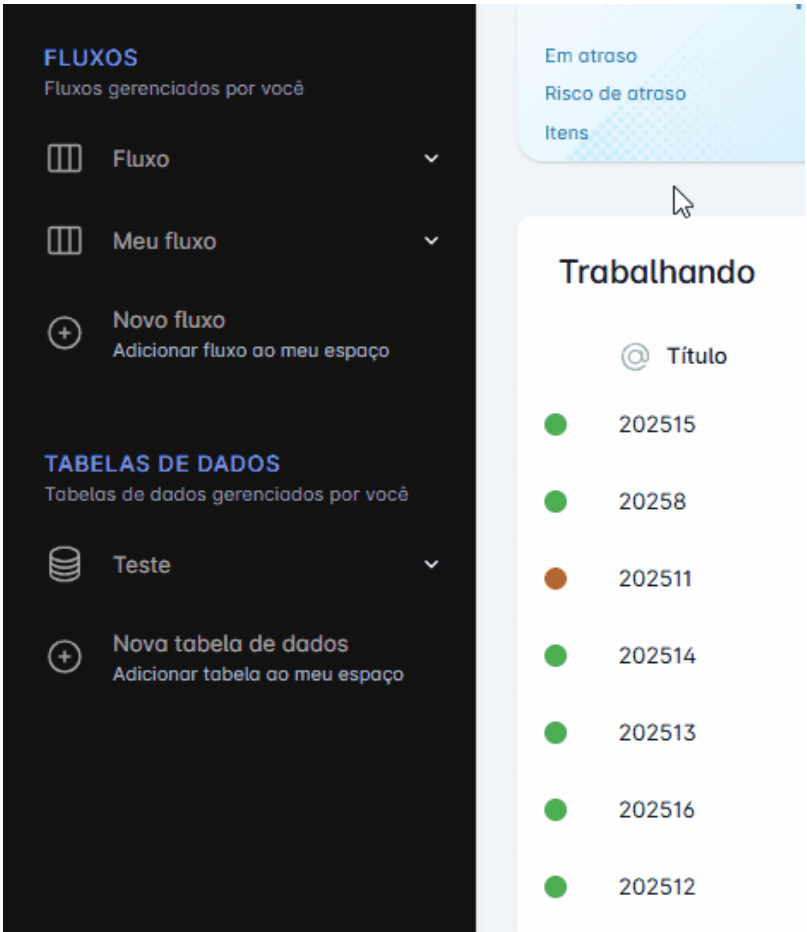 FLUXOS
Fluxos gerenciados por você
Fluxo
Meu fluxo
Novo fluxo
Adicionar fluxo ao meu espaço
TABELAS DE DADOS
Tabelas de dados gerenciados por você
Teste
Nova tabela de dados
Adicionar tabela ao meu espaço
Em atraso
Risco de atraso
Itens
Trabalhando
Título
202515
20258
202511
202514
202513
202516
202512